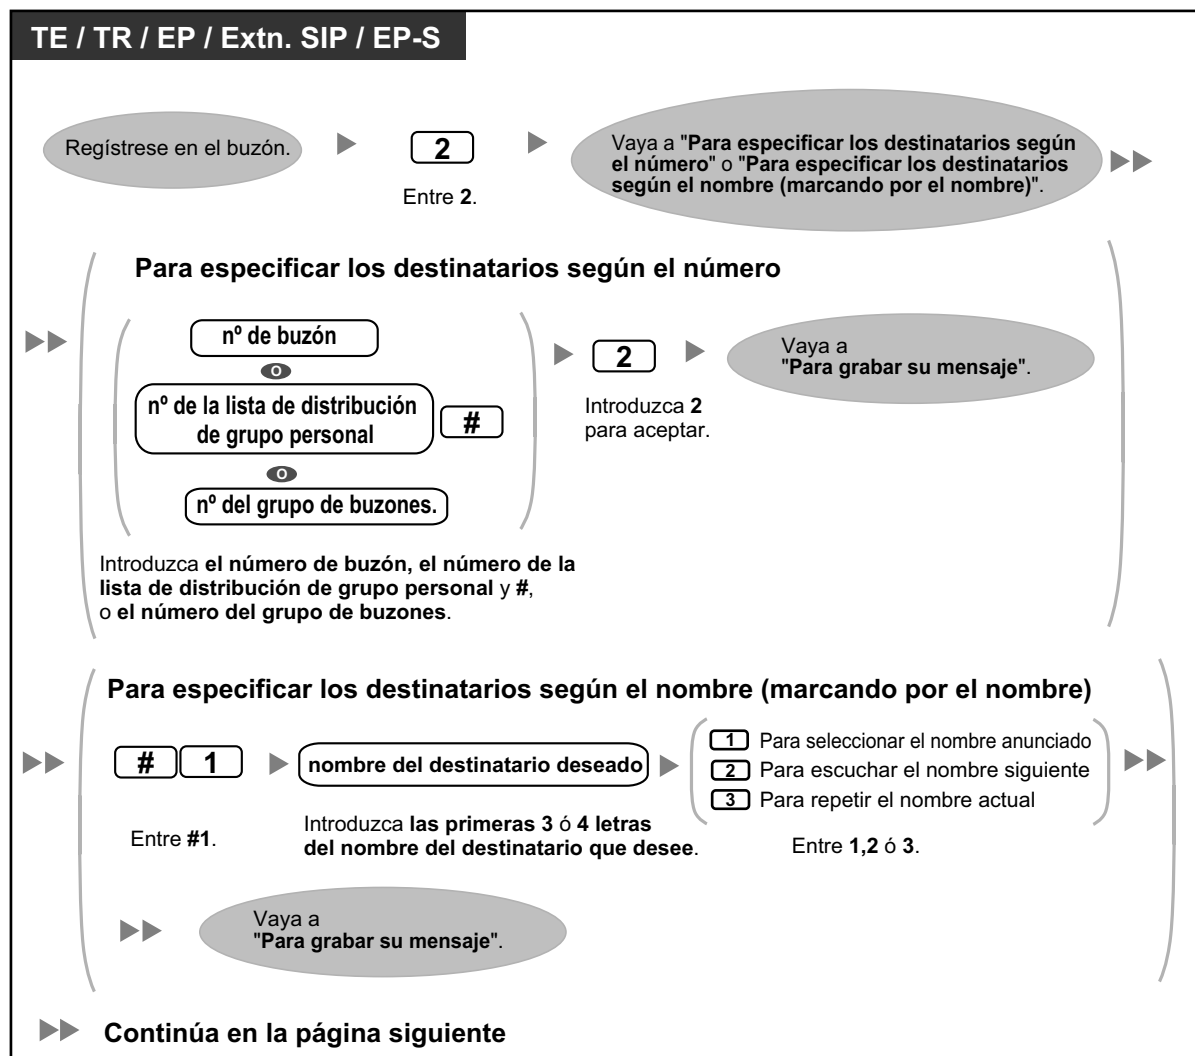 TE / TR / EP / Extn. SIP / EP-S
Regístrese en el buzón.
2
Entre 2.
Vaya a "Para especificar los destinatarios según
el número" o "Para especificar los destinatarios
según el nombre (marcando por el nombre)".
Para especificar los destinatarios según el número
nº de buzón
O
nº de la lista de distribución
de grupo personal
#
O
nº del grupo de buzones.
Introduzca el número de buzón, el número de la
lista de distribución de grupo personal y #,
o el número del grupo de buzones.
2
Introduzca 2
para aceptar.
Vaya a
"Para grabar su mensaje".
Para especificar los destinatarios según el nombre (marcando por el nombre)
# 1
Entre #1.
nombre del destinatario deseado
Introduzca las primeras 3 ó 4 letras
del nombre del destinatario que desee.
1 Para seleccionar el nombre anunciado
2 Para escuchar el nombre siguiente
3 Para repetir el nombre actual
Entre 1,2 ó 3.
Vaya a
"Para grabar su mensaje".
Continúa en la página siguiente